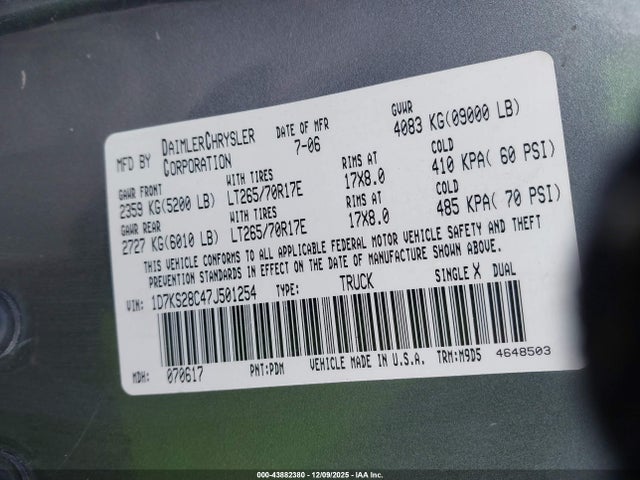 MFD BY DAIMLERCHRYSLER CORPORATION DATE OF MFR 7-06 GVWR 4083 KG(09000 LB)
GAWR FRONT WITH TIRES RIMS AT COLD
2359 KG(5200 LB) LT265/70R17E 17X8.0 410 KPA( 60 PSI)
GAWR REAR WITH TIRES RIMS AT COLD
2727 KG(6010 LB) LT265/70R17E 17X8.0 485 KPA( 70 PSI)
THIS VEHICLE CONFORMS TO ALL APPLICABLE FEDERAL MOTOR VEHICLE SAFETY AND THEFT
PREVENTION STANDARDS IN EFFECT ON THE DATE OF MANUFACTURE SHOWN ABOVE.
VIN: 1D7KS28C47J501254 TYPE: TRUCK SINGLE X DUAL
MDH: 070617 PNT:PDM VEHICLE MADE IN U.S.A. TRM:M9D5 4648503
000-43882380 - 12/09/2025 - IAA Inc.